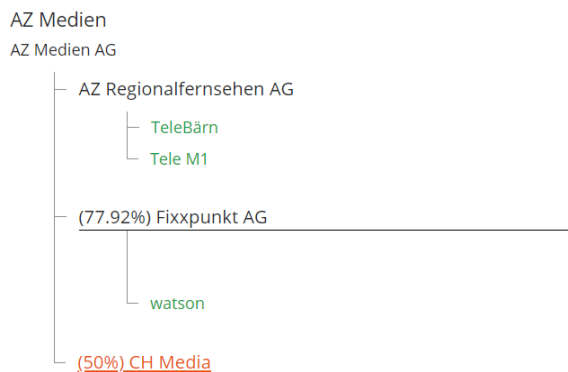 AZ Medien
AZ Medien AG
AZ Regionalfernsehen AG
TeleBärn
Tele M1
(77.92%) Fixxpunkt AG
watson
(50%) CH Media